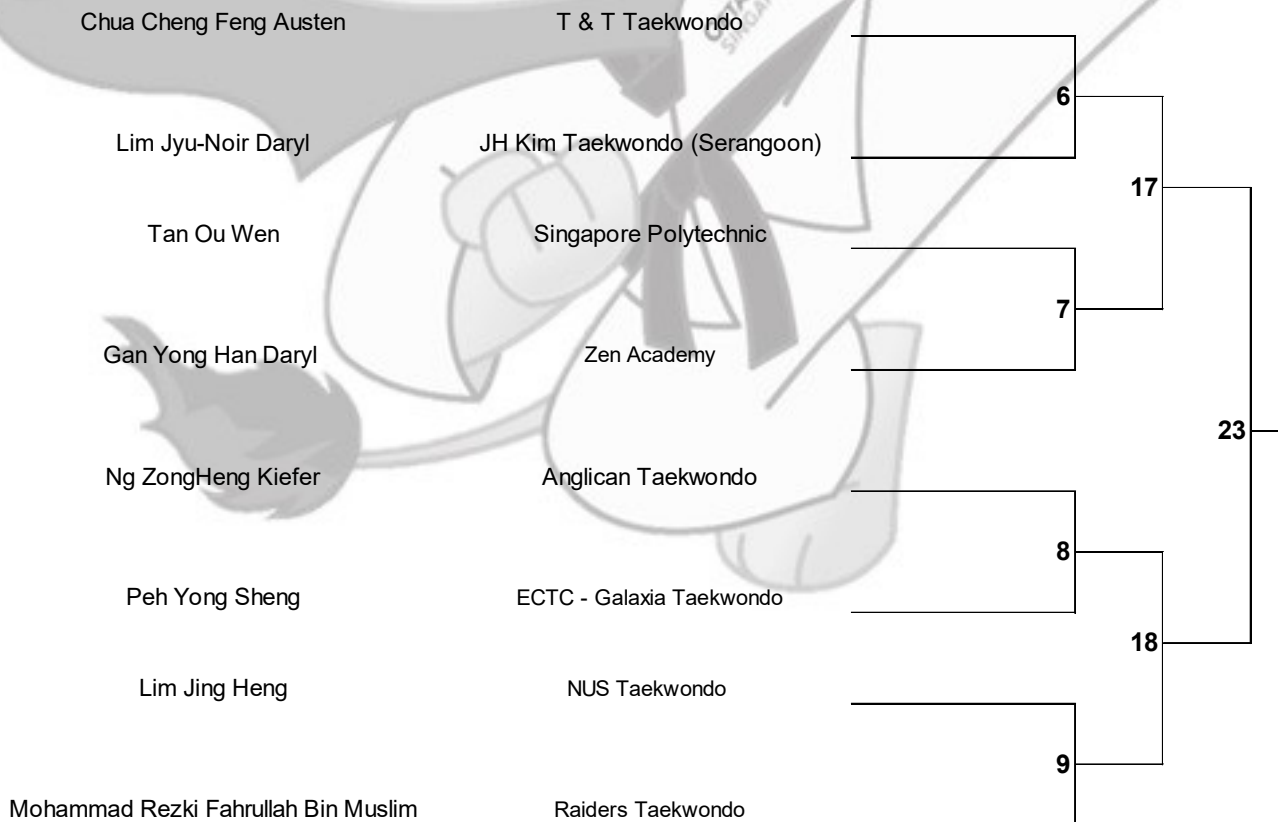 Chua Cheng Feng Austen T & T Taekwondo
6
Lim Jyu-Noir Daryl JH Kim Taekwondo (Serangoon)
17
Tan Ou Wen Singapore Polytechnic
7
Gan Yong Han Daryl Zen Academy
23
Ng ZongHeng Kiefer Anglican Taekwondo
8
Peh Yong Sheng ECTC - Galaxia Taekwondo
18
Lim Jing Heng NUS Taekwondo
9
Mohammad Rezki Fahrullah Bin Muslim Raiders Taekwondo